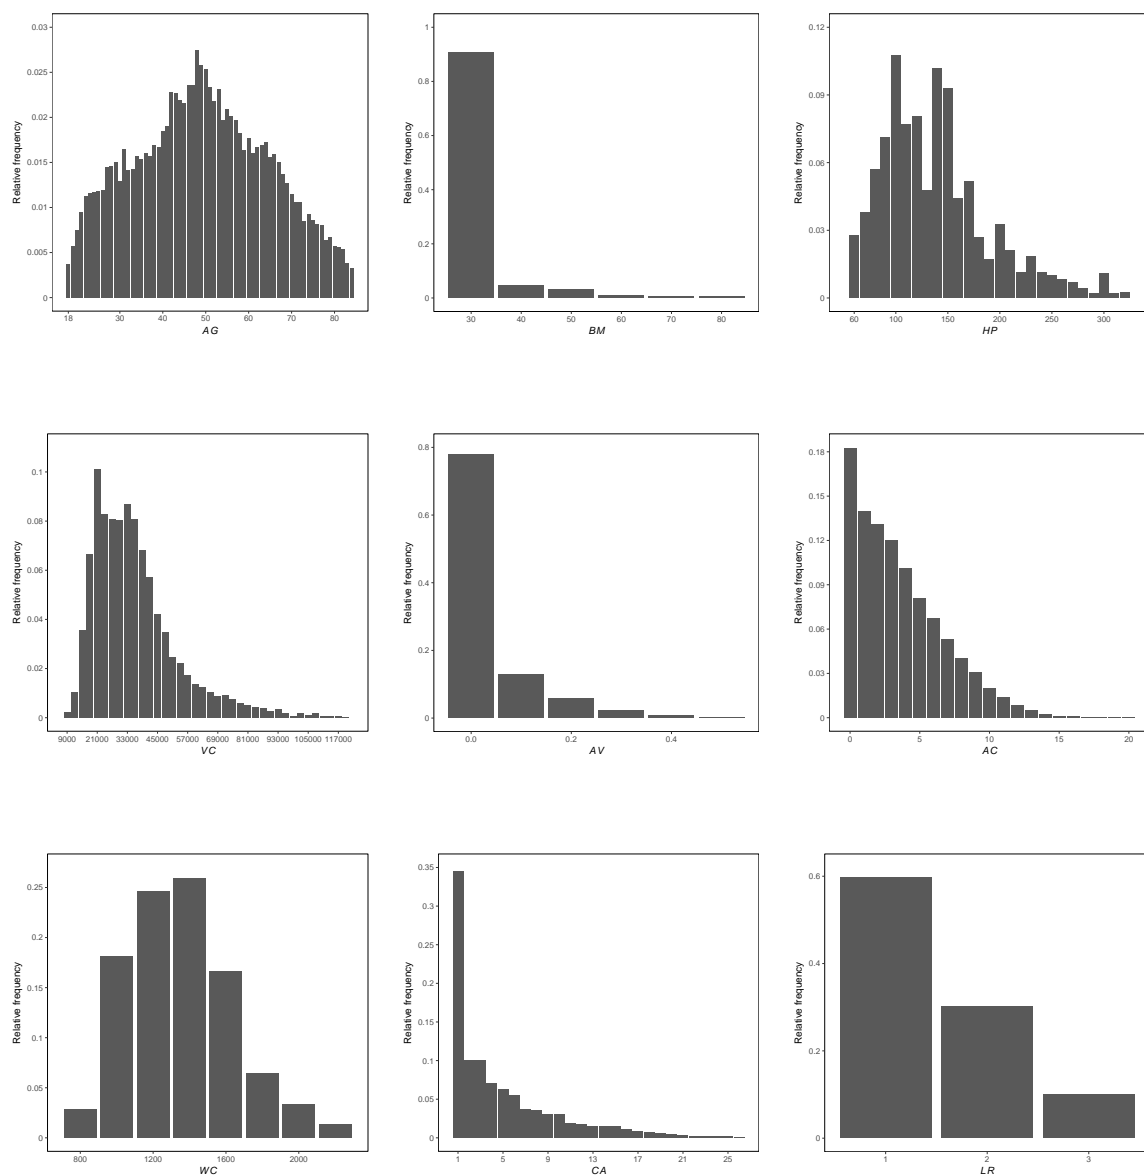 0.03
0.025
0.02
0.015
0.01
0.005
0
Relative frequency
18 30 40 50 60 70 80
AG
1
0.8
0.6
0.4
0.2
0
Relative frequency
30 40 50 60 70 80
BM
0.12
0.09
0.06
0.03
0
Relative frequency
60 100 150 200 250 300
HP
0.1
0.08
0.06
0.04
0.02
0
Relative frequency
9000 21000 33000 45000 57000 69000 81000 93000 105000 117000
VC
0.8
0.6
0.4
0.2
0
Relative frequency
0.0 0.2 0.4
AV
0.18
0.15
0.12
0.09
0.06
0.03
0
Relative frequency
0 5 10 15 20
AC
0.25
0.2
0.15
0.1
0.05
0
Relative frequency
800 1200 1600 2000
WC
0.35
0.3
0.25
0.2
0.15
0.1
0.05
0
Relative frequency
1 5 9 13 17 21 25
CA
0.6
0.4
0.2
0
Relative frequency
1 2 3
LR